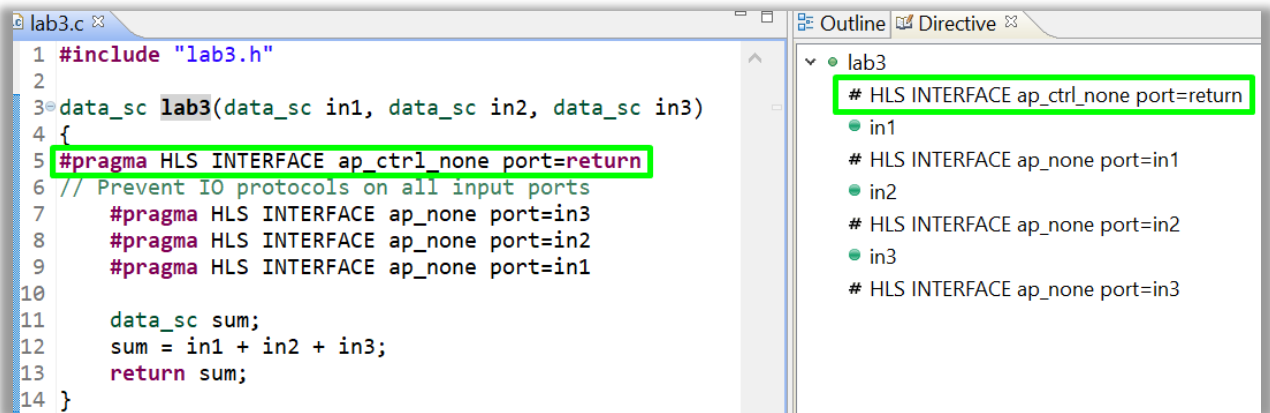 lab3.c
1 #include "lab3.h"
2
3 data_sc lab3(data_sc in1, data_sc in2, data_sc in3)
4 {
5 #pragma HLS INTERFACE ap_ctrl_none port=return
6 // Prevent IO protocols on all input ports
7     #pragma HLS INTERFACE ap_none port=in3
8     #pragma HLS INTERFACE ap_none port=in2
9     #pragma HLS INTERFACE ap_none port=in1
10
11     data_sc sum;
12     sum = in1 + in2 + in3;
13     return sum;
14 }
Outline Directive
lab3
# HLS INTERFACE ap_ctrl_none port=return
in1
# HLS INTERFACE ap_none port=in1
in2
# HLS INTERFACE ap_none port=in2
in3
# HLS INTERFACE ap_none port=in3